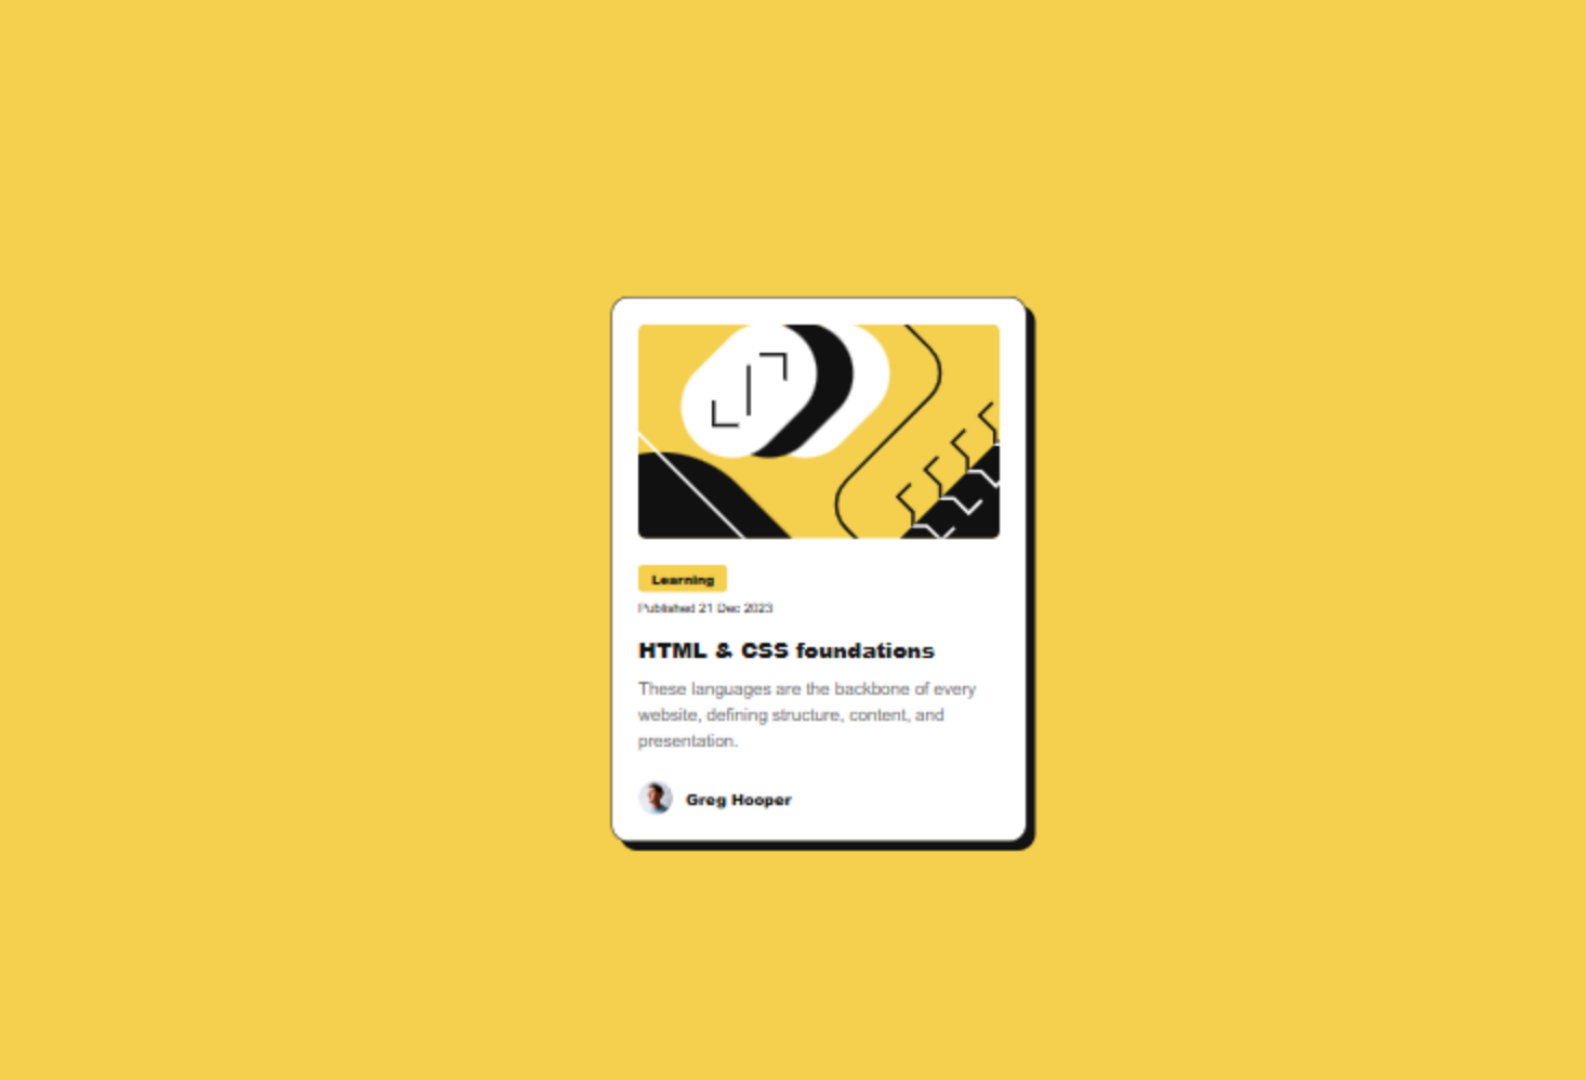 Learning
Published 21 Dec 2023
HTML & CSS foundations
These languages are the backbone of every
website, defining structure, content, and
presentation.
Greg Hooper